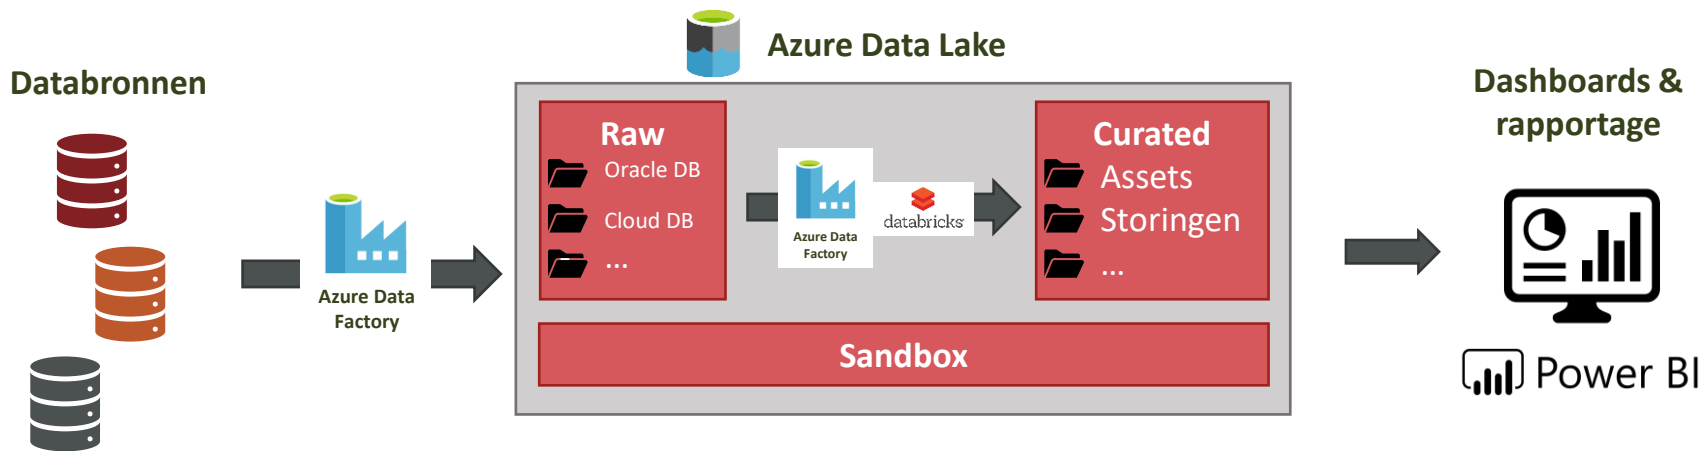 Databronnen
Azure Data
Factory
Azure Data Lake
Raw
Oracle DB
Cloud DB
...
Azure Data
Factory
databricks
Curated
Assets
Storingen
...
Sandbox
Dashboards &
rapportage
Power BI